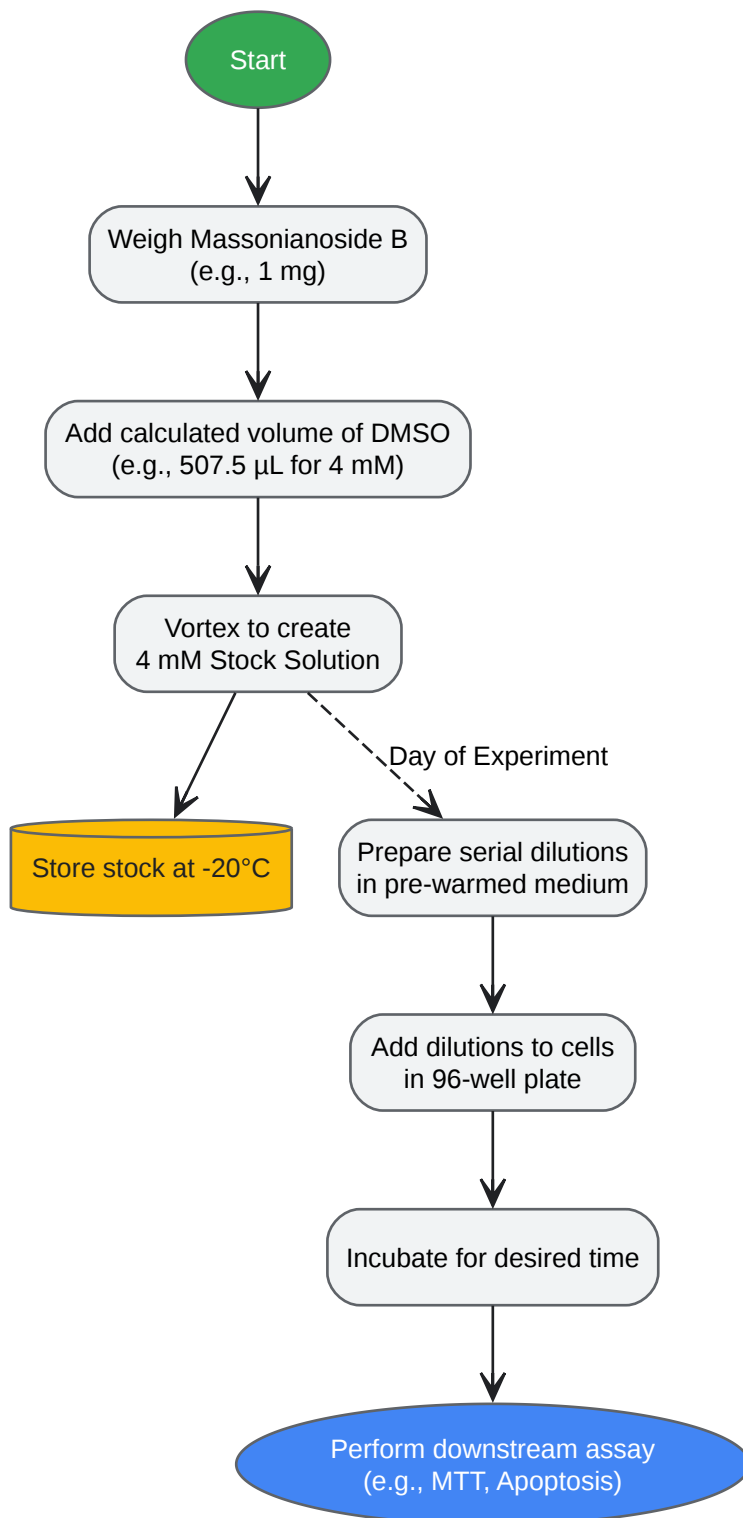 Start
Weigh Massonianoside B
(e.g., 1 mg)
Add calculated volume of DMSO
(e.g., 507.5 µL for 4 mM)
Vortex to create
4 mM Stock Solution
Day of Experiment
Store stock at -20°C
Prepare serial dilutions
in pre-warmed medium
Add dilutions to cells
in 96-well plate
Incubate for desired time
Perform downstream assay
(e.g., MTT, Apoptosis)